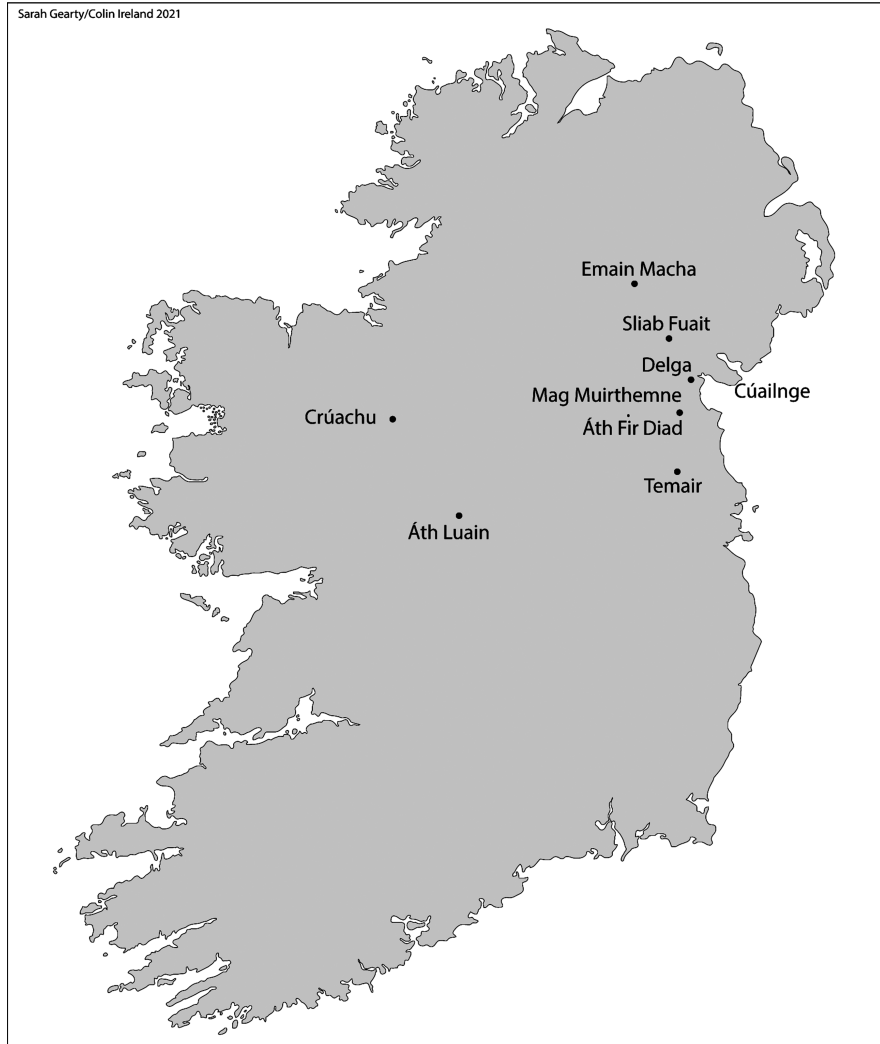 Sarah Gearty/Colin Ireland 2021
Emain Macha
Sliab Fuait
Delga
Cúailnge
Mag Muirthemne
Crúachu
Áth Fir Diad
Temair
Áth Luain